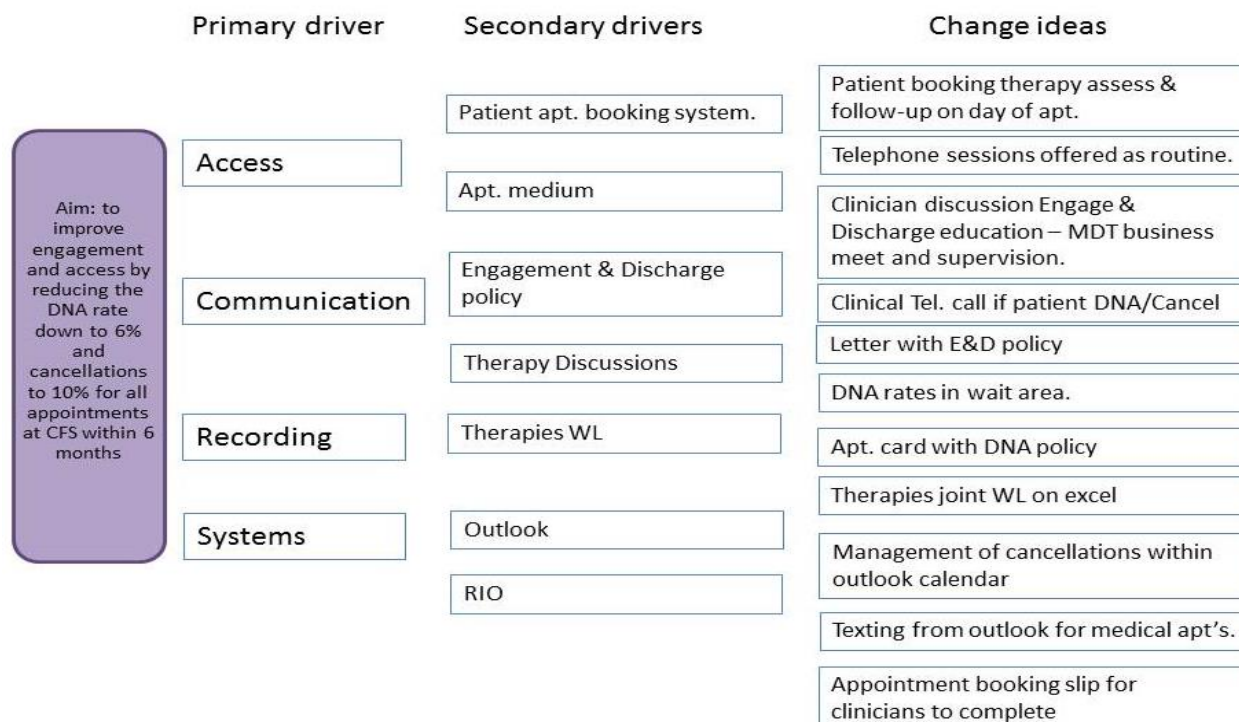 Primary driver
Secondary drivers
Change ideas
Aim: to
improve
engagement
and access by
reducing the
DNA rate
down to 6%
and
cancellations
to 10% for all
appointments
at CFS within 6
months
Access
Communication
Recording
Systems
Patient apt. booking system.
Apt. medium
Engagement & Discharge
policy
Therapy Discussions
Therapies WL
Outlook
RIO
Patient booking therapy assess &
follow-up on day of apt.
Telephone sessions offered as routine.
Clinician discussion Engage &
Discharge education – MDT business
meet and supervision.
Clinical Tel. call if patient DNA/Cancel
Letter with E&D policy
DNA rates in wait area.
Apt. card with DNA policy
Therapies joint WL on excel
Management of cancellations within
outlook calendar
Texting from outlook for medical apt's.
Appointment booking slip for
clinicians to complete